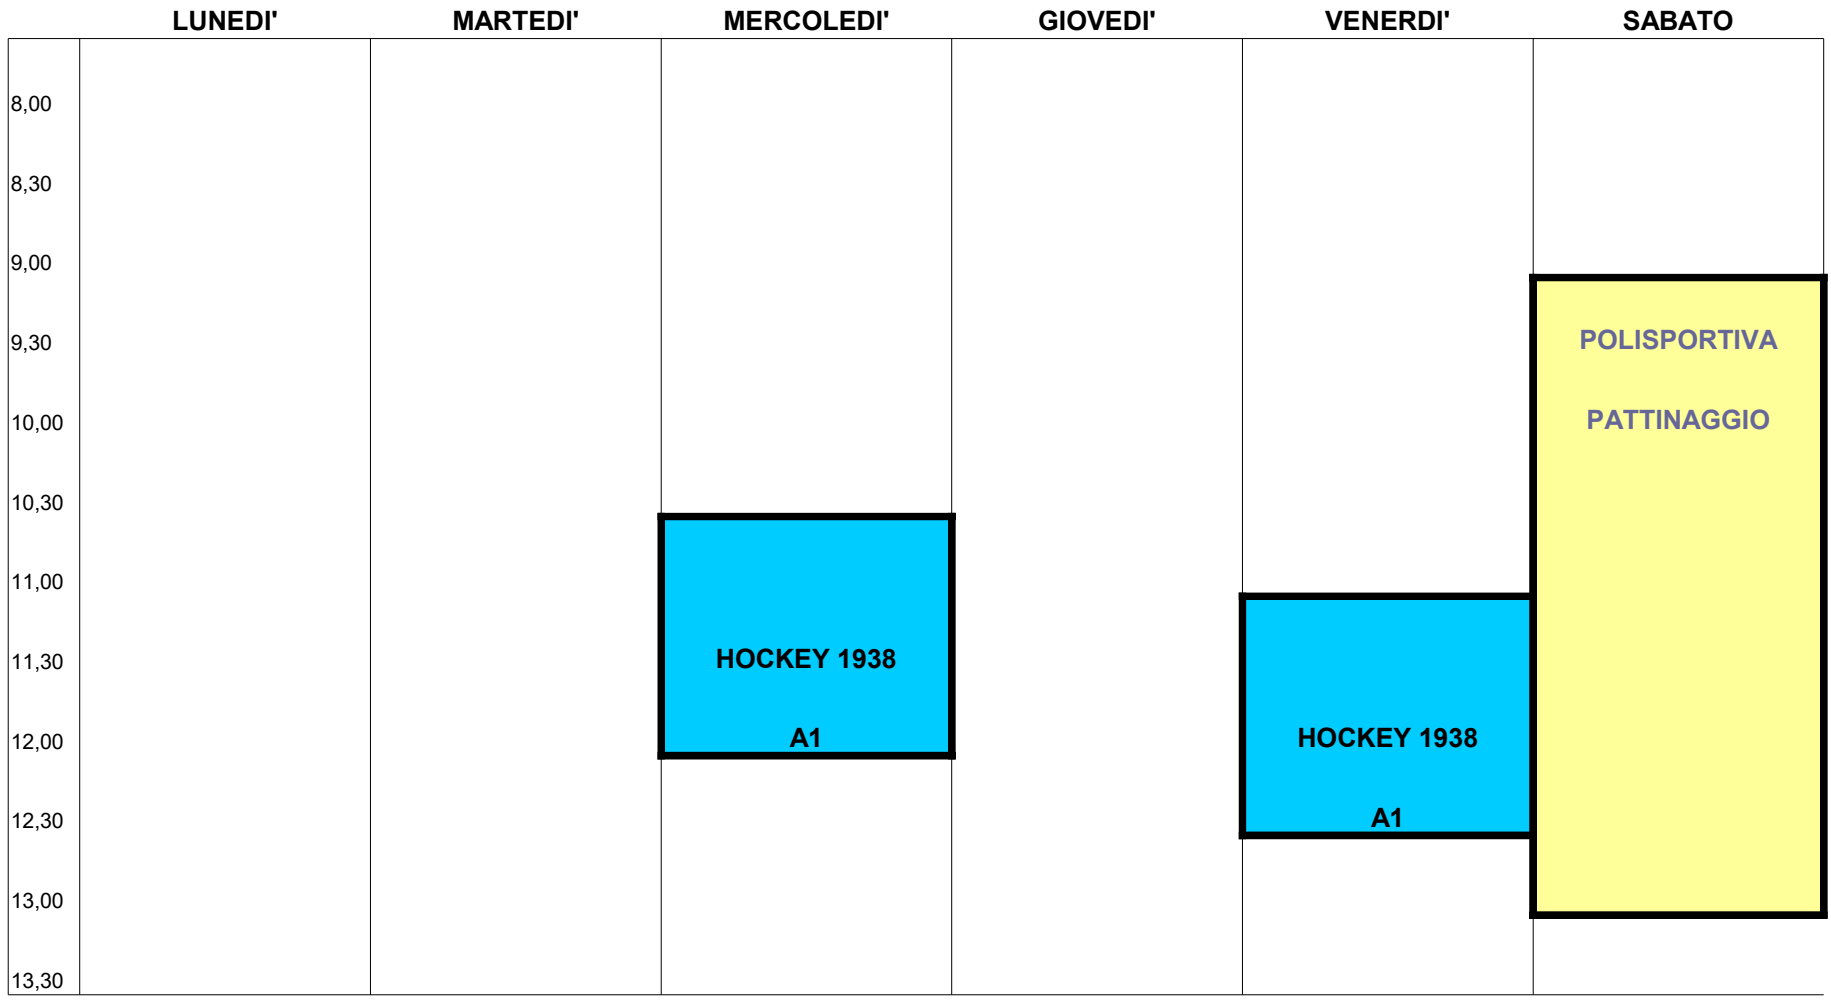 LUNEDI' MARTEDI' MERCOLEDI' GIOVEDI' VENERDI' SABATO
8,00
8,30
9,00
9,30 POLISPORTIVA
10,00 PATTINAGGIO
10,30
11,00
11,30 HOCKEY 1938
12,00 A1 HOCKEY 1938
12,30 A1
13,00
13,30